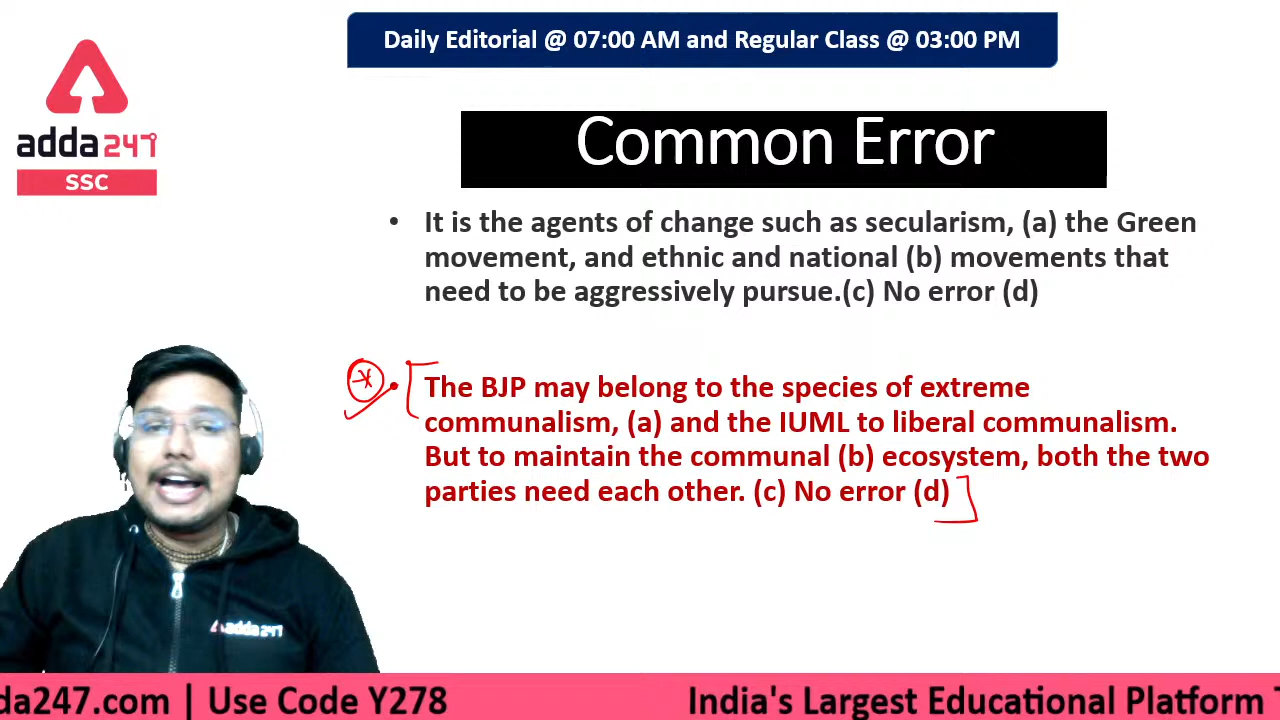 Daily Editorial @ 07:00 AM and Regular Class @ 03:00 PM
adda247
SSC
Common Error
• It is the agents of change such as secularism, (a) the Green
movement, and ethnic and national (b) movements that
need to be aggressively pursue.(c) No error (d)
• The BJP may belong to the species of extreme
communalism, (a) and the IUML to liberal communalism.
But to maintain the communal (b) ecosystem, both the two
parties need each other. (c) No error (d)
adda247
da247.com | Use Code Y278
India's Largest Educational Platform